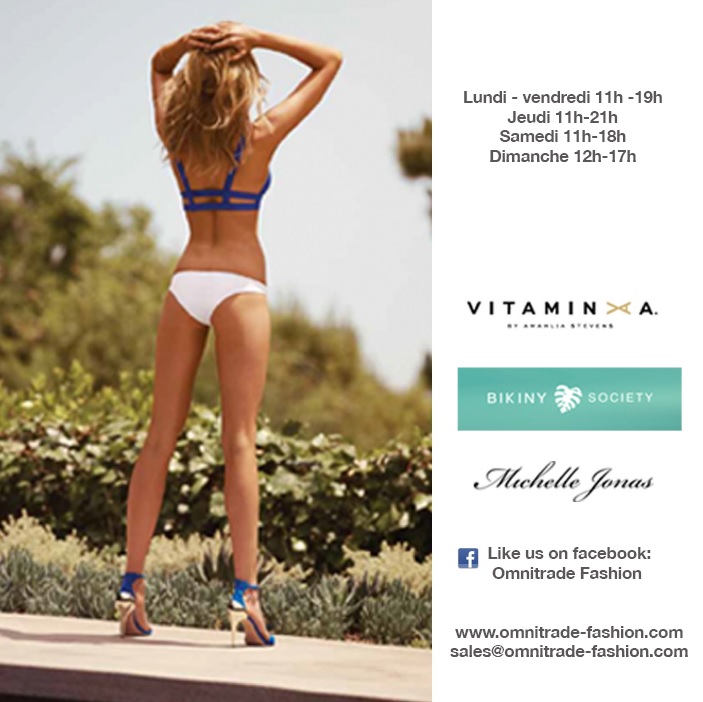 Lundi - vendredi 11h -19h
Jeudi 11h-21h
Samedi 11h-18h
Dimanche 12h-17h
VITAMIN A.
BY AMAHLIA STEVENS
BIKINY SOCIETY
Michelle Jonas
f Like us on facebook:
Omnitrade Fashion
www.omnitrade-fashion.com
sales@omnitrade-fashion.com